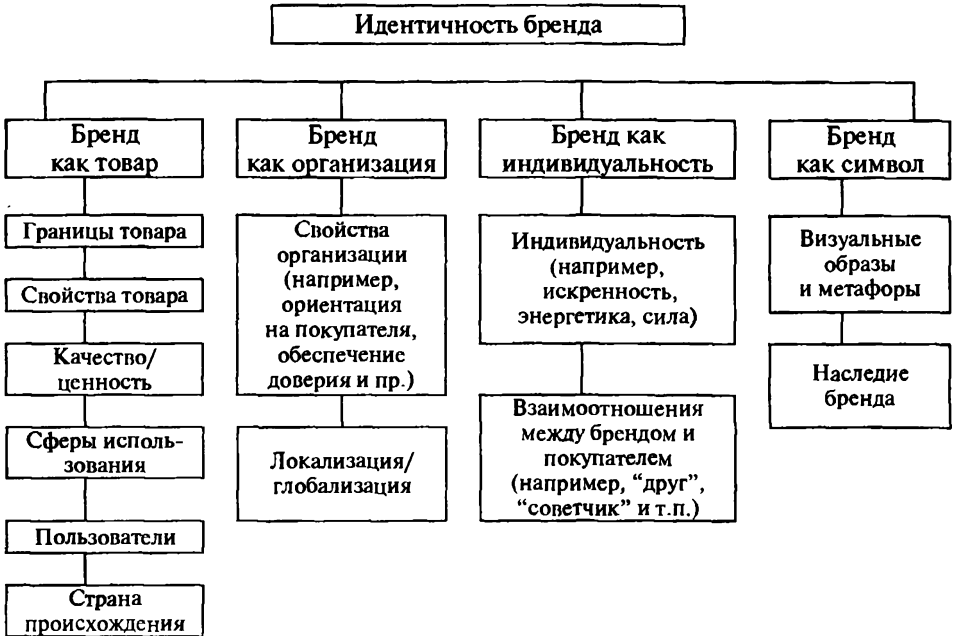 Идентичность бренда
Бренд
как товар
Границы товара
Свойства товара
Качество/
ценность
Сферы исполь-
зования
Пользователи
Страна
происхождения
Бренд
как организация
Свойства
организации
(например,
ориентация
на покупателя,
обеспечение
доверия и пр.)
Локализация/
глобализация
Бренд как
индивидуальность
Индивидуальность
(например,
искренность,
энергетика, сила)
Взаимоотношения
между брендом и
покупателем
(например, “друг”,
“советчик” и т.п.)
Бренд
как символ
Визуальные
образы
и метафоры
Наследие
бренда